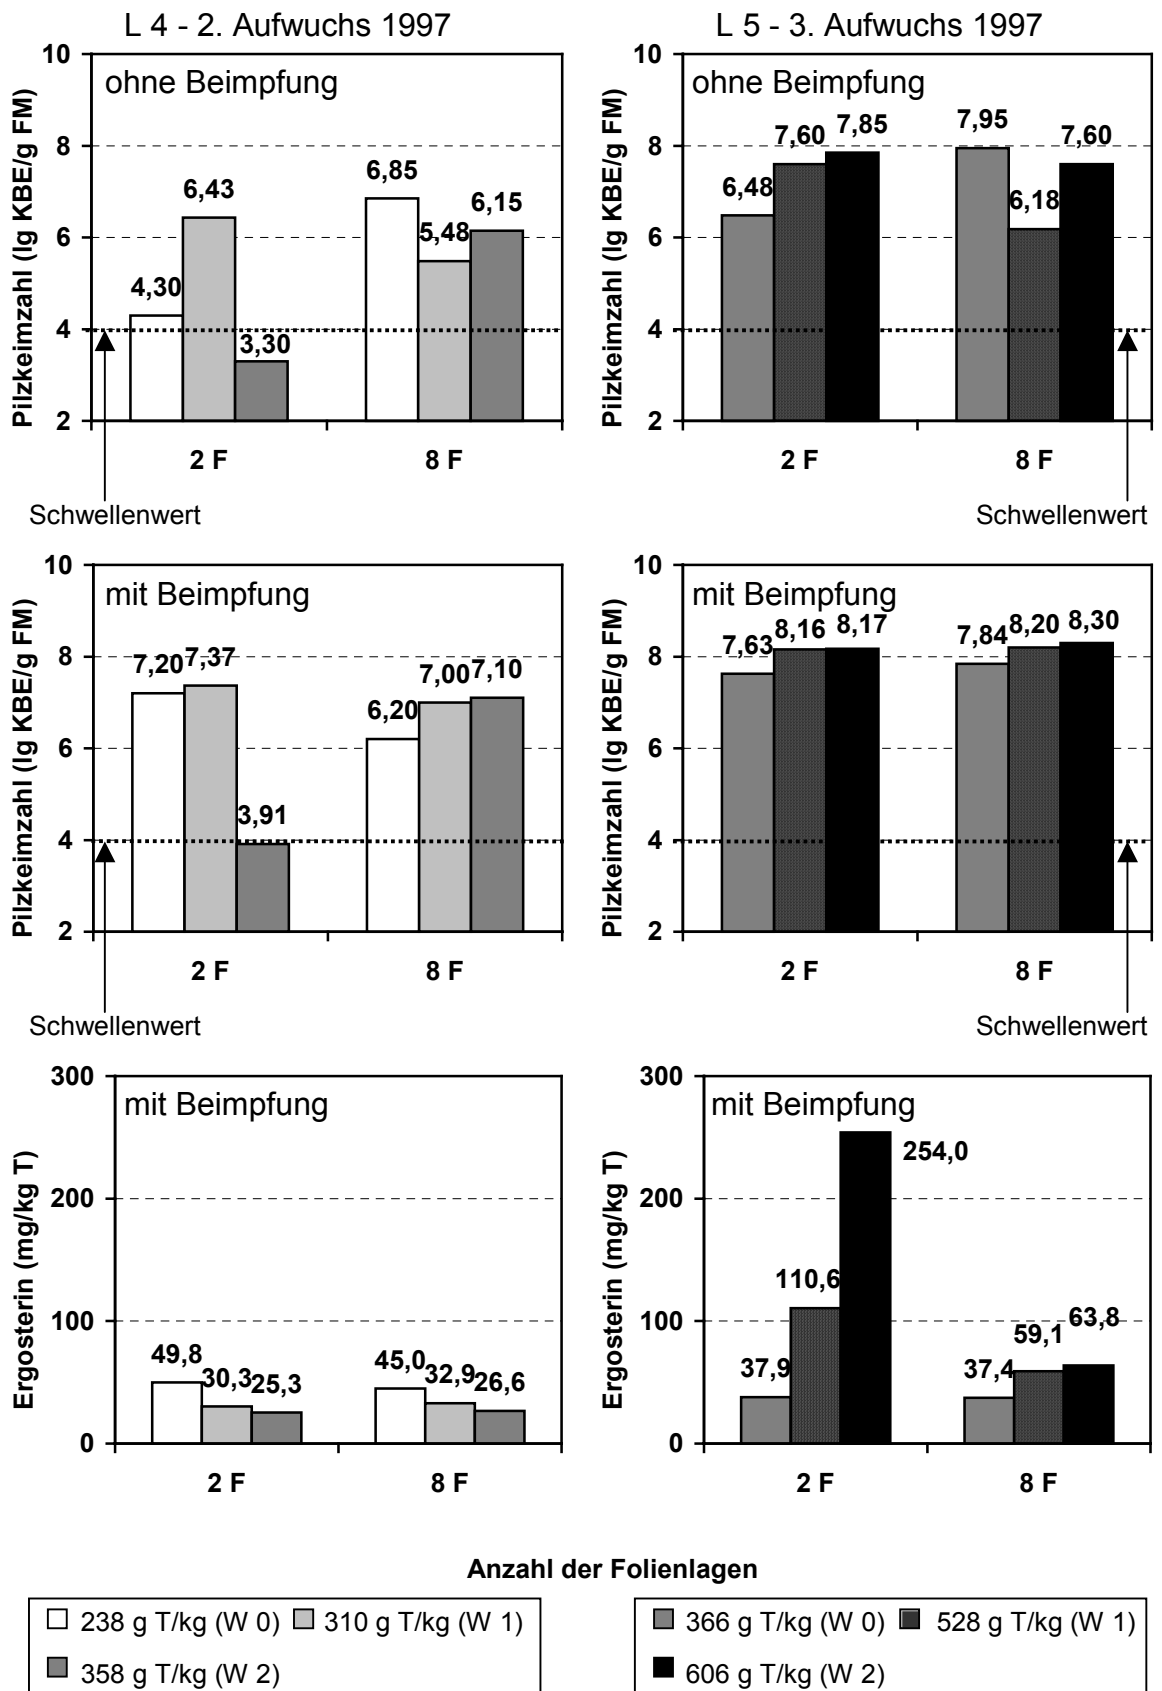 L 4 - 2. Aufwuchs 1997
L 5 - 3. Aufwuchs 1997
Pilzkeimzahl (lg KBE/g FM)
10
8
6
4
2
ohne Beimpfung
4,30
6,43
3,30
6,85
5,48
6,15
2 F
8 F
Schwellenwert
Pilzkeimzahl (lg KBE/g FM)
10
8
6
4
2
ohne Beimpfung
6,48
7,60
7,85
7,95
6,18
7,60
2 F
8 F
Schwellenwert
Pilzkeimzahl (lg KBE/g FM)
10
8
6
4
2
mit Beimpfung
7,20
7,37
3,91
6,20
7,00
7,10
2 F
8 F
Schwellenwert
Pilzkeimzahl (lg KBE/g FM)
10
8
6
4
2
mit Beimpfung
7,63
8,16
8,17
7,84
8,20
8,30
2 F
8 F
Schwellenwert
Ergosterin (mg/kg T)
300
200
100
0
mit Beimpfung
49,8
30,3
25,3
45,0
32,9
26,6
2 F
8 F
Ergosterin (mg/kg T)
300
200
100
0
mit Beimpfung
37,9
110,6
254,0
37,4
59,1
63,8
2 F
8 F
Anzahl der Folienlagen
238 g T/kg (W 0) 310 g T/kg (W 1)
358 g T/kg (W 2)
366 g T/kg (W 0) 528 g T/kg (W 1)
606 g T/kg (W 2)